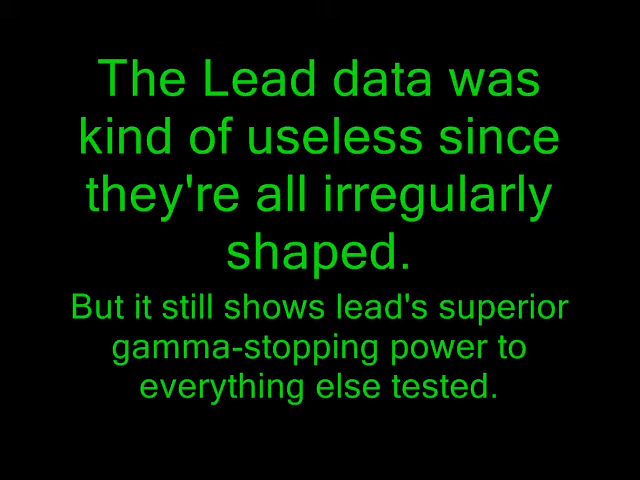 The Lead data was
kind of useless since
they're all irregularly
shaped.
But it still shows lead's superior
gamma-stopping power to
everything else tested.